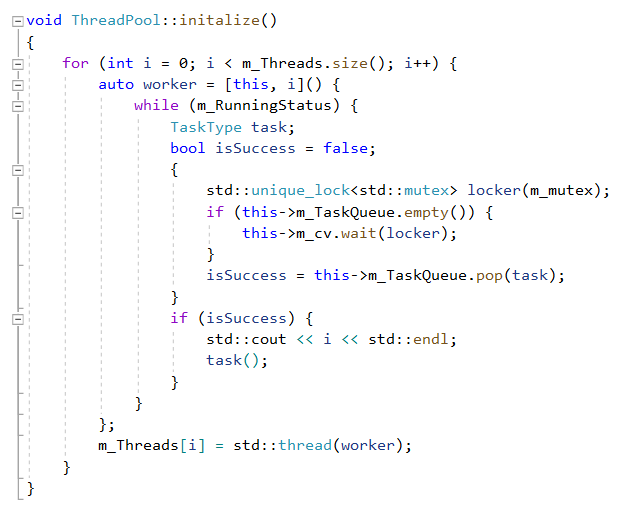 void ThreadPool::initalize()
{
    for (int i = 0; i < m_Threads.size(); i++) {
        auto worker = [this, i]() {
            while (m_RunningStatus) {
                TaskType task;
                bool isSuccess = false;
                {
                    std::unique_lock<std::mutex> locker(m_mutex);
                    if (this->m_TaskQueue.empty()) {
                        this->m_cv.wait(locker);
                    }
                    isSuccess = this->m_TaskQueue.pop(task);
                }
                if (isSuccess) {
                    std::cout << i << std::endl;
                    task();
                }
            }
        };
        m_Threads[i] = std::thread(worker);
    }
}